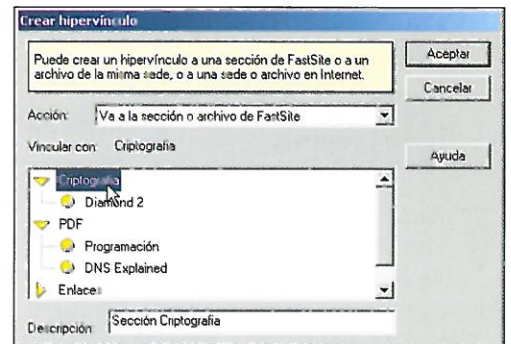 Crear hipervínculo
Puede crear un hipervínculo a una sección de FastSite o a un
archivo de la misma sede, o a una sede o archivo en Internet.
Aceptar
Cancelar
Acción: Va a la sección o archivo de FastSite
Vincular con: Criptografía
Ayuda
Criptografía
Diamond 2
PDF
Programación
DNS Explained
Enlaces
Descripción: Sección Criptografía